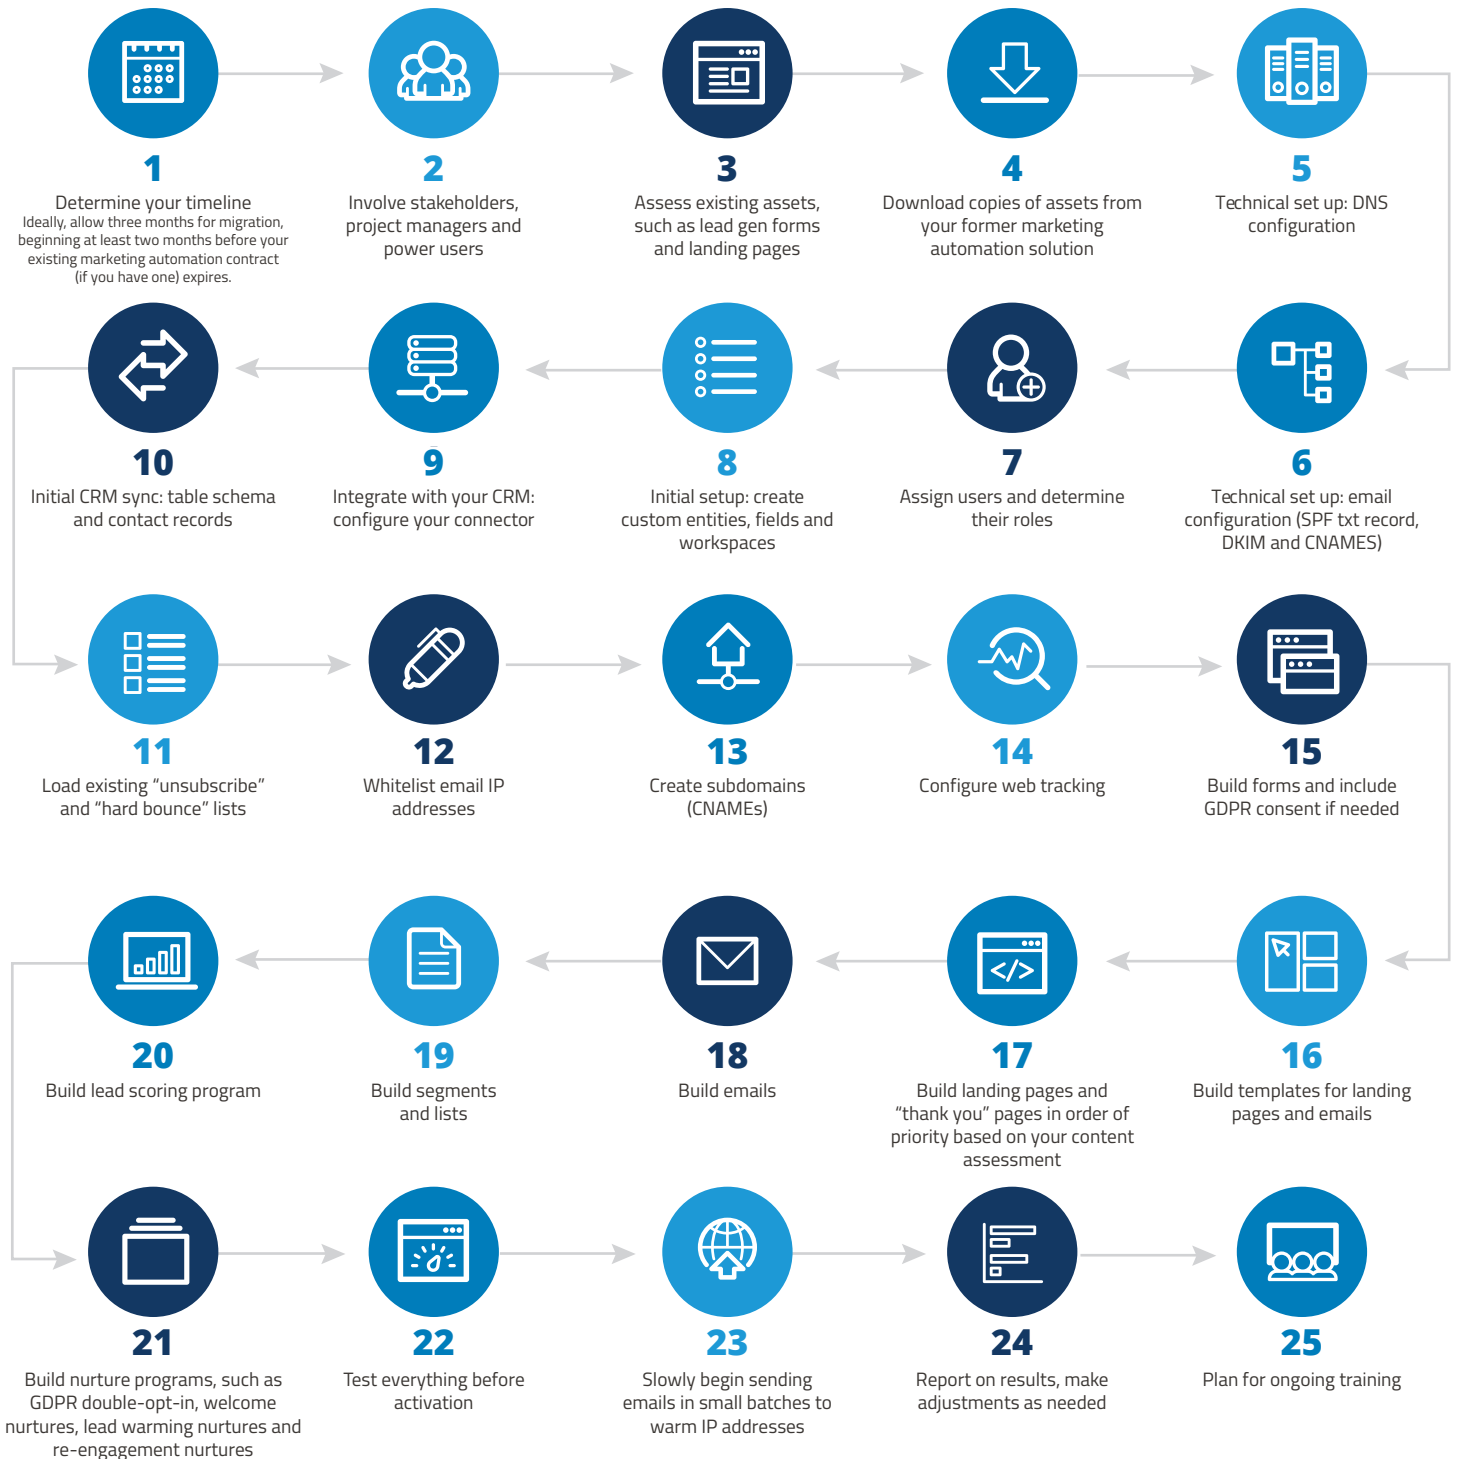 1
Determine your timeline
Ideally, allow three months for migration,
beginning at least two months before your
existing marketing automation contract
(if you have one) expires.
2
Involve stakeholders,
project managers and
power users
3
Assess existing assets,
such as lead gen forms
and landing pages
4
Download copies of assets from
your former marketing
automation solution
5
Technical set up: DNS
configuration
6
Technical set up: email
configuration (SPF txt record,
DKIM and CNAMES)
7
Assign users and determine
their roles
8
Initial setup: create
custom entities, fields and
workspaces
9
Integrate with your CRM:
configure your connector
10
Initial CRM sync: table schema
and contact records
11
Load existing “unsubscribe”
and “hard bounce” lists
12
Whitelist email IP
addresses
13
Create subdomains
(CNAMEs)
14
Configure web tracking
15
Build forms and include
GDPR consent if needed
16
Build templates for landing
pages and emails
17
Build landing pages and
“thank you” pages in order of
priority based on your content
assessment
18
Build emails
19
Build segments
and lists
20
Build lead scoring program
21
Build nurture programs, such as
GDPR double-opt-in, welcome
nurtures, lead warming nurtures and
re-engagement nurtures
22
Test everything before
activation
23
Slowly begin sending
emails in small batches to
warm IP addresses
24
Report on results, make
adjustments as needed
25
Plan for ongoing training